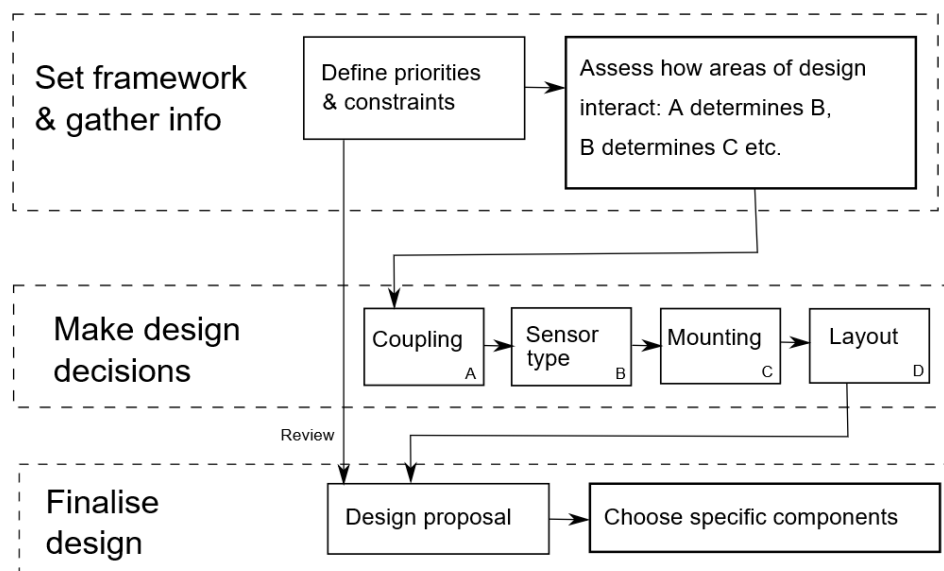 Set framework
& gather info
Define priorities
& constraints
Assess how areas of design
interact: A determines B,
B determines C etc.
Make design
decisions
Coupling
A
Sensor
type
B
Mounting
C
Layout
D
Review
Finalise
design
Design proposal
Choose specific components